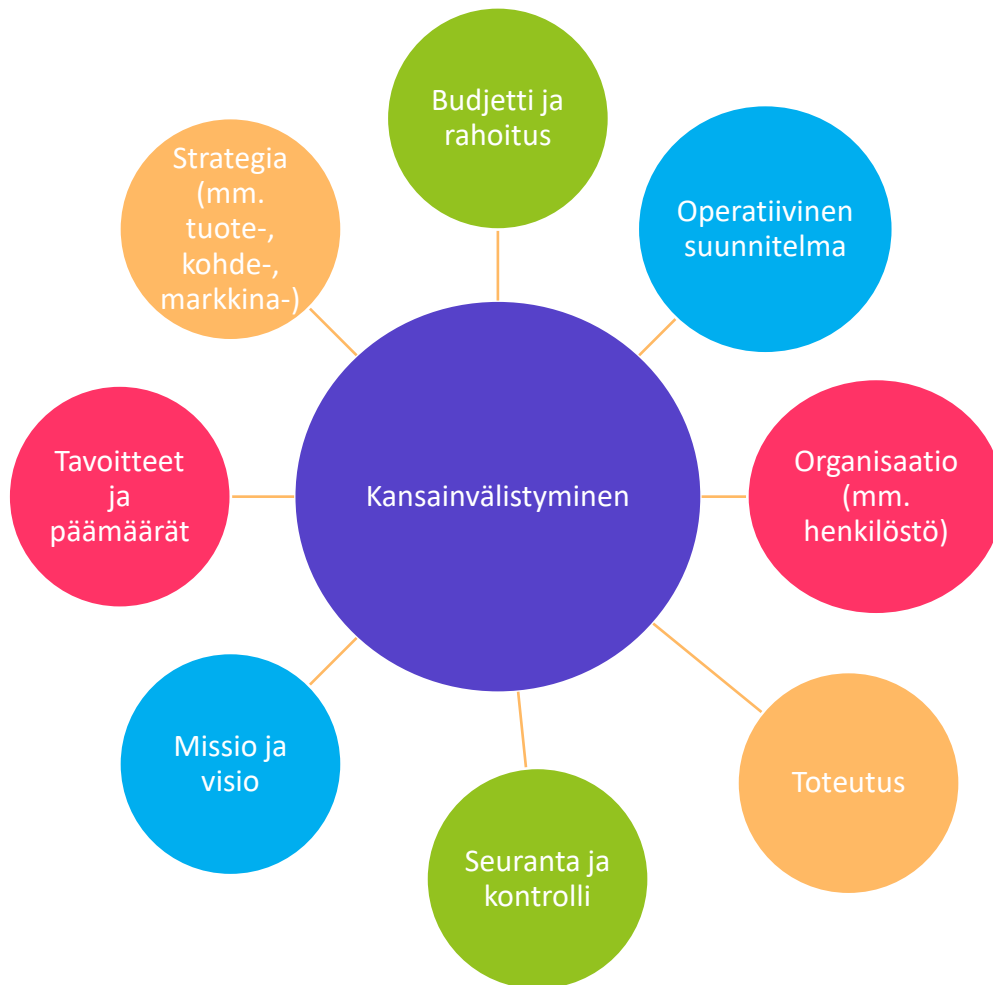 Budjetti ja
rahoitus
Operatiivinen
suunnitelma
Organisaatio
(mm.
henkilöstö)
Toteutus
Seuranta ja
kontrolli
Missio ja
visio
Tavoitteet
ja
päämäärät
Strategia
(mm.
tuote-,
kohde-,
markkina-)
Kansainvälistyminen